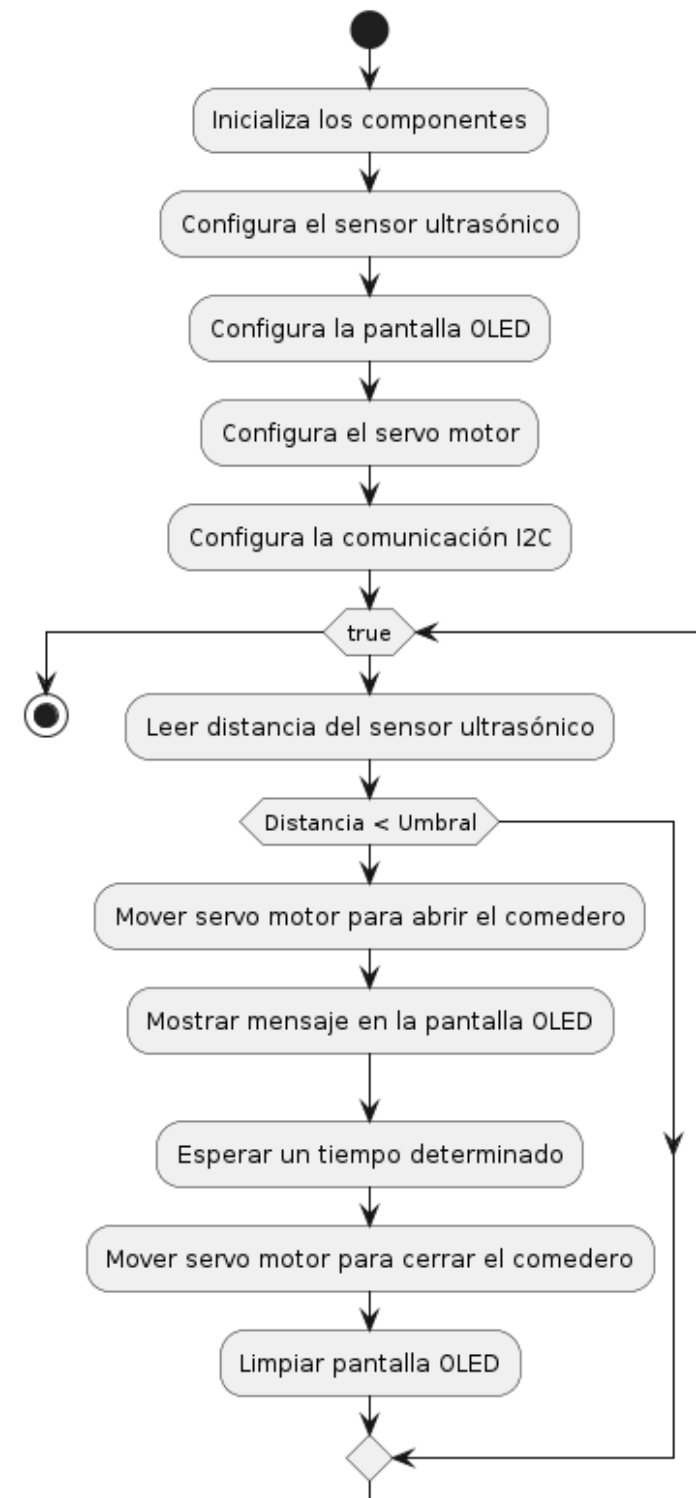 Inicializa los componentes
Configura el sensor ultrasónico
Configura la pantalla OLED
Configura el servo motor
Configura la comunicación I2C
true
Leer distancia del sensor ultrasónico
Distancia < Umbral
Mover servo motor para abrir el comedero
Mostrar mensaje en la pantalla OLED
Esperar un tiempo determinado
Mover servo motor para cerrar el comedero
Limpiar pantalla OLED